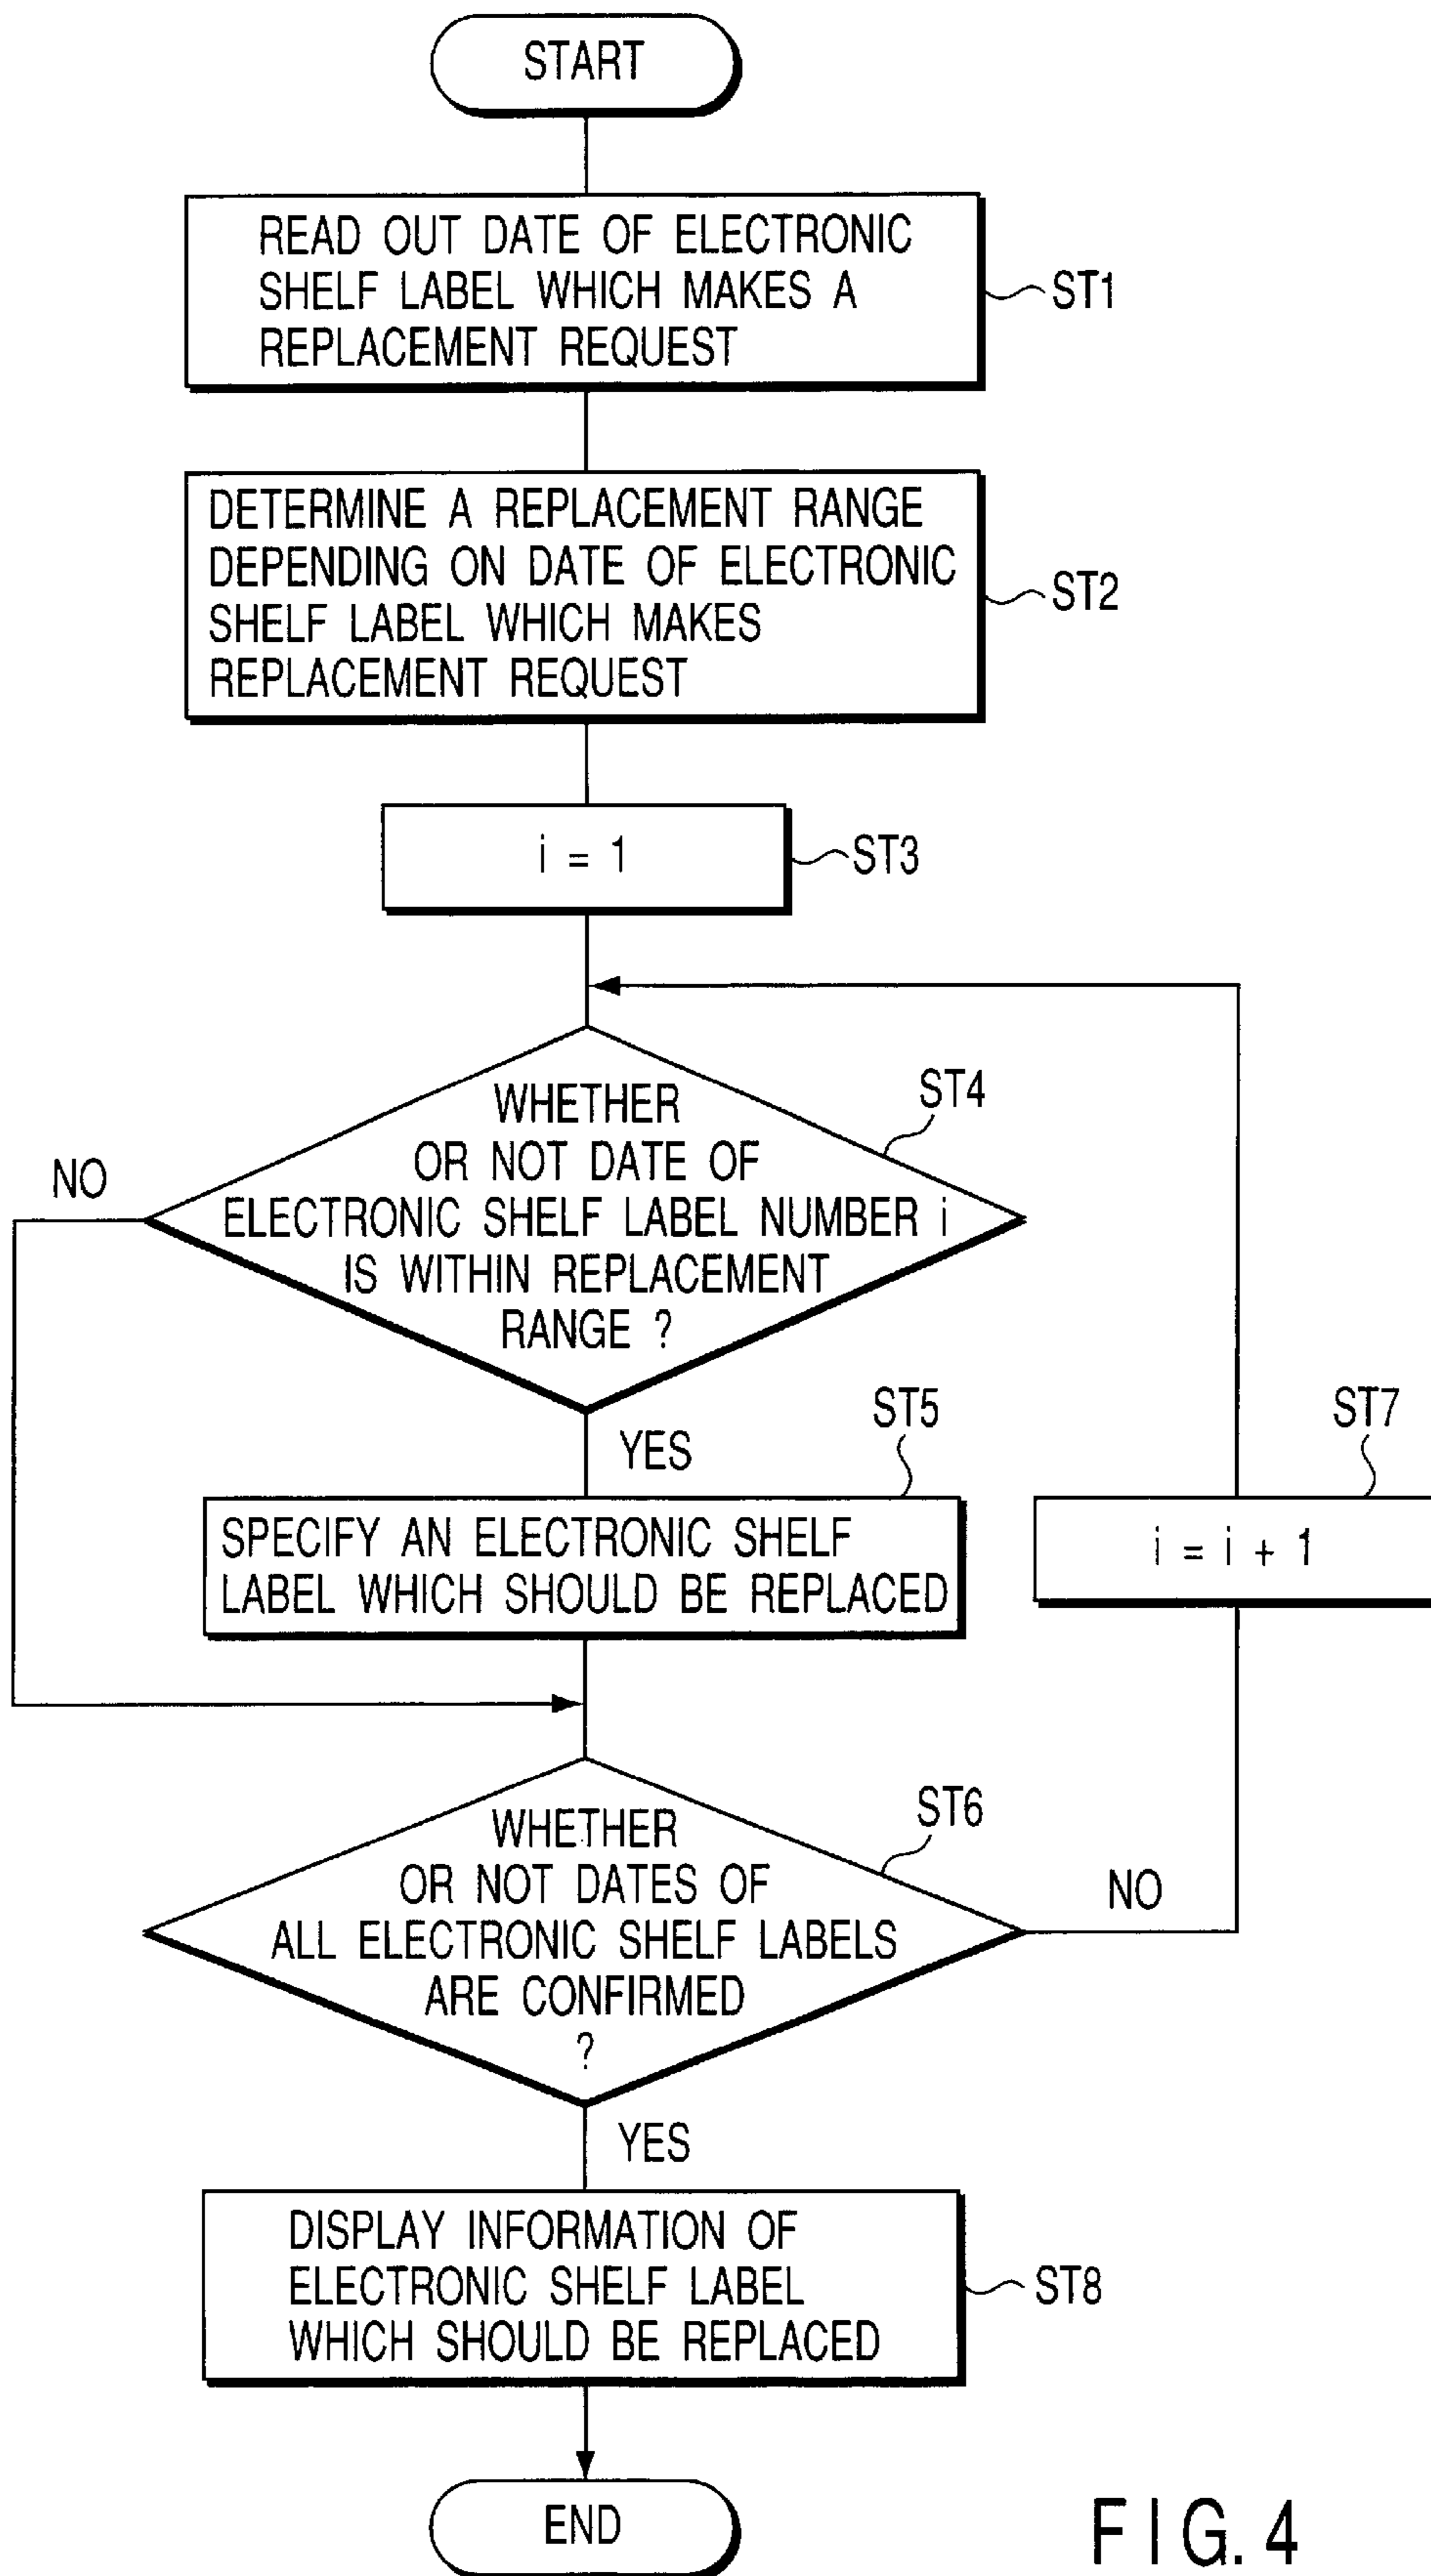 START
READ OUT DATE OF ELECTRONIC
SHELF LABEL WHICH MAKES A
REPLACEMENT REQUEST
ST1
DETERMINE A REPLACEMENT RANGE
DEPENDING ON DATE OF ELECTRONIC
SHELF LABEL WHICH MAKES
REPLACEMENT REQUEST
ST2
i = 1
ST3
WHETHER
OR NOT DATE OF
ELECTRONIC SHELF LABEL NUMBER i
IS WITHIN REPLACEMENT
RANGE ?
ST4
NO
YES
ST5
SPECIFY AN ELECTRONIC SHELF
LABEL WHICH SHOULD BE REPLACED
ST7
i = i + 1
WHETHER
OR NOT DATES OF
ALL ELECTRONIC SHELF LABELS
ARE CONFIRMED
?
ST6
NO
YES
DISPLAY INFORMATION OF
ELECTRONIC SHELF LABEL
WHICH SHOULD BE REPLACED
ST8
END
FIG. 4